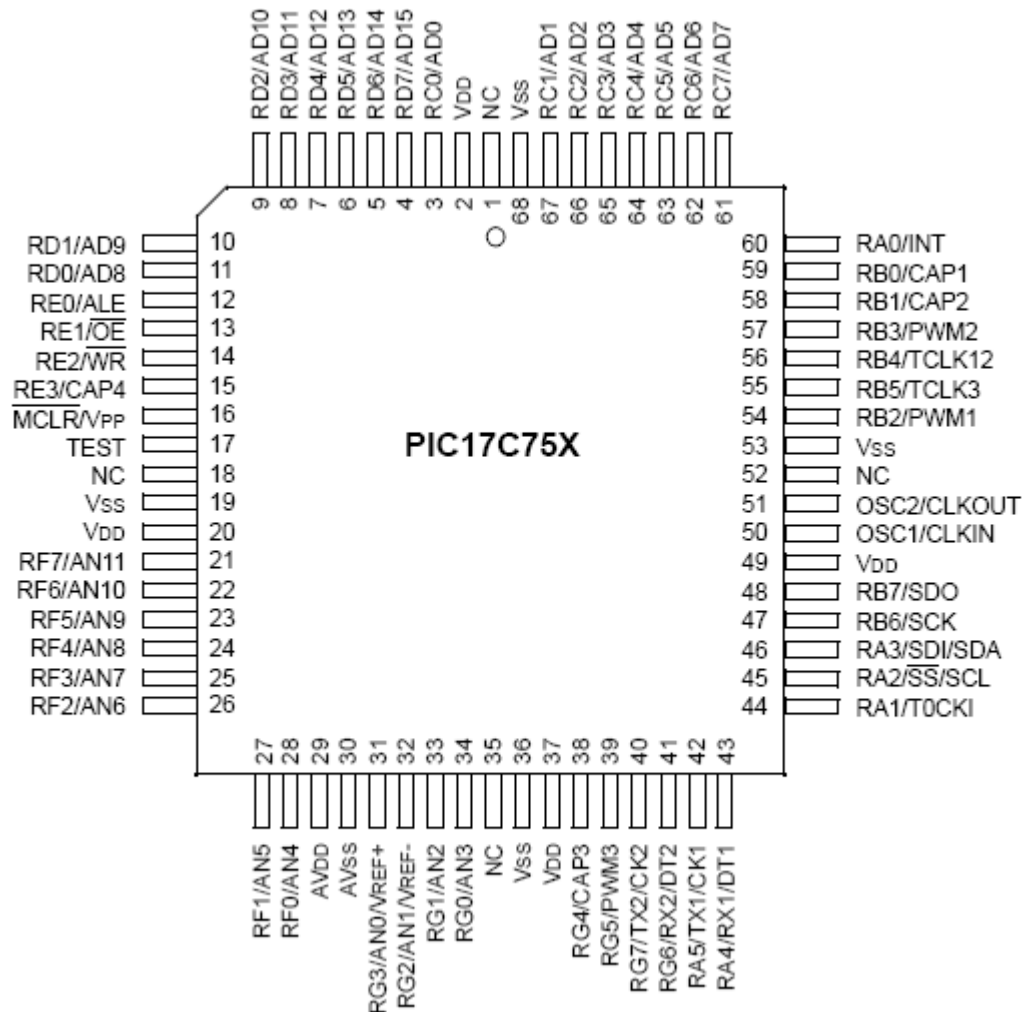 RD2/AD10
RD3/AD11
RD4/AD12
RD5/AD13
RD6/AD14
RD7/AD15
RC0/AD0
VDD
NC
VSS
RC1/AD1
RC2/AD2
RC3/AD3
RC4/AD4
RC5/AD5
RC6/AD6
RC7/AD7
9 8 7 6 5 4 3 2 1 68 67 66 65 64 63 62 61
RD1/AD9 10
RD0/AD8 11
RE0/ALE 12
RE1/OE 13
RE2/WR 14
RE3/CAP4 15
MCLR/VPP 16
TEST 17
NC 18
VSS 19
VDD 20
RF7/AN11 21
RF6/AN10 22
RF5/AN9 23
RF4/AN8 24
RF3/AN7 25
RF2/AN6 26
PIC17C75X
60 RA0/INT
59 RB0/CAP1
58 RB1/CAP2
57 RB3/PWM2
56 RB4/TCLK12
55 RB5/TCLK3
54 RB2/PWM1
53 VSS
52 NC
51 OSC2/CLKOUT
50 OSC1/CLKIN
49 VDD
48 RB7/SDO
47 RB6/SCK
46 RA3/SDI/SDA
45 RA2/SS/SCL
44 RA1/T0CKI
27 28 29 30 31 32 33 34 35 36 37 38 39 40 41 42 43
RF1/AN5
RF0/AN4
AVDD
AVSS
RG3/AN0/VREF+
RG2/AN1/VREF-
RG1/AN2
RG0/AN3
NC
VSS
VDD
RG4/CAP3
RG5/PWM3
RG7/TX2/CK2
RG6/RX2/DT2
RA5/TX1/CK1
RA4/RX1/DT1